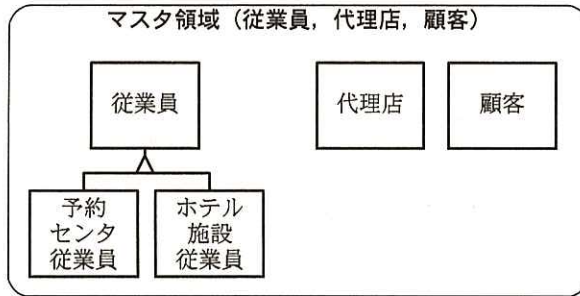 マスタ領域（従業員，代理店，顧客）
従業員
代理店
顧客
予約
センタ
従業員
ホテル
施設
従業員